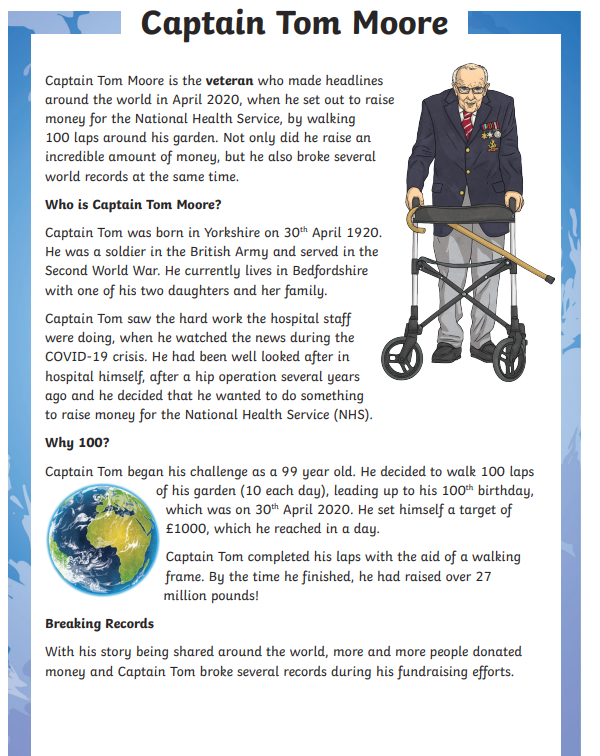 Captain Tom Moore
Captain Tom Moore is the veteran who made headlines
around the world in April 2020, when he set out to raise
money for the National Health Service, by walking
100 laps around his garden. Not only did he raise an
incredible amount of money, but he also broke several
world records at the same time.
Who is Captain Tom Moore?
Captain Tom was born in Yorkshire on 30th April 1920.
He was a soldier in the British Army and served in the
Second World War. He currently lives in Bedfordshire
with one of his two daughters and her family.
Captain Tom saw the hard work the hospital staff
were doing, when he watched the news during the
COVID-19 crisis. He had been well looked after in
hospital himself, after a hip operation several years
ago and he decided that he wanted to do something
to raise money for the National Health Service (NHS).
Why 100?
Captain Tom began his challenge as a 99 year old. He decided to walk 100 laps
of his garden (10 each day), leading up to his 100th birthday,
which was on 30th April 2020. He set himself a target of
£1000, which he reached in a day.
Captain Tom completed his laps with the aid of a walking
frame. By the time he finished, he had raised over 27
million pounds!
Breaking Records
With his story being shared around the world, more and more people donated
money and Captain Tom broke several records during his fundraising efforts.